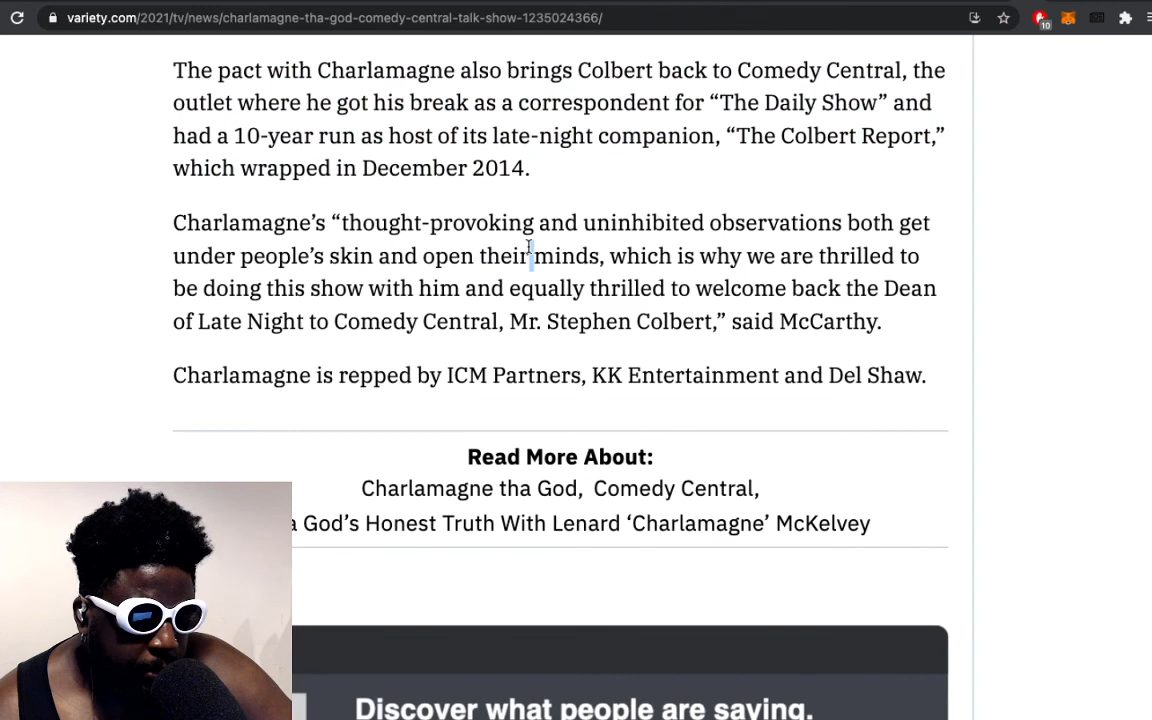 variety.com/2021/tv/news/charlamagne-tha-god-comedy-central-talk-show-1235024366/
10
The pact with Charlamagne also brings Colbert back to Comedy Central, the
outlet where he got his break as a correspondent for “The Daily Show” and
had a 10-year run as host of its late-night companion, “The Colbert Report,”
which wrapped in December 2014.
Charlamagne’s “thought-provoking and uninhibited observations both get
under people’s skin and open their minds, which is why we are thrilled to
be doing this show with him and equally thrilled to welcome back the Dean
of Late Night to Comedy Central, Mr. Stephen Colbert,” said McCarthy.
Charlamagne is repped by ICM Partners, KK Entertainment and Del Shaw.
Read More About:
Charlamagne tha God, Comedy Central,
a God’s Honest Truth With Lenard ‘Charlamagne’ McKelvey
Discover what people are saying.